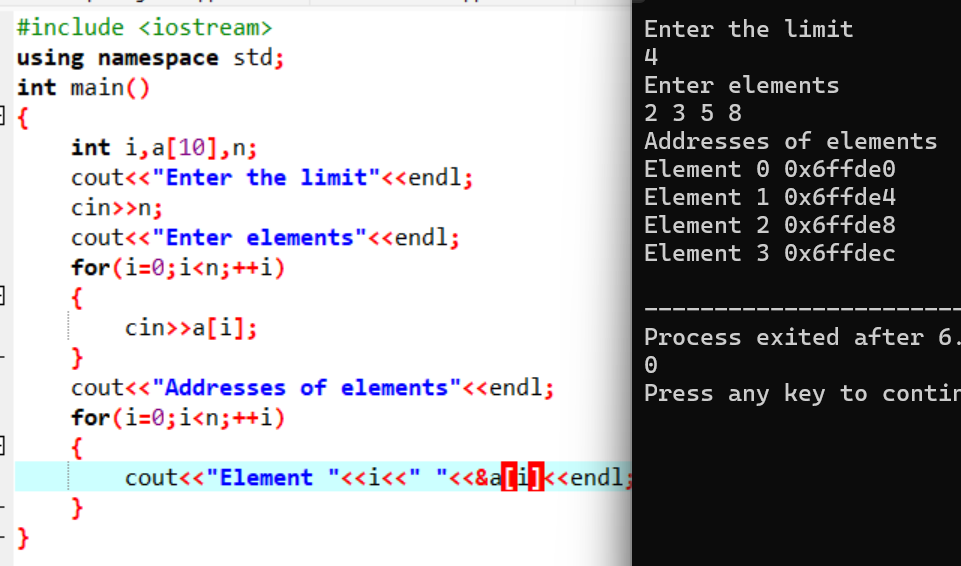 #include <iostream>
using namespace std;
int main()
{
int i,a[10],n;
cout<<"Enter the limit"<<endl;
cin>>n;
cout<<"Enter elements"<<endl;
for(i=0;i<n;++i)
{
cin>>a[i];
}
cout<<"Addresses of elements"<<endl;
for(i=0;i<n;++i)
{
cout<<"Element "<<i<<" "<<&a[i]<<endl;
}
}
Enter the limit
4
Enter elements
2 3 5 8
Addresses of elements
Element 0 0x6ffde0
Element 1 0x6ffde4
Element 2 0x6ffde8
Element 3 0x6ffdec
-----------------------
Process exited after 6.
0
Press any key to contin